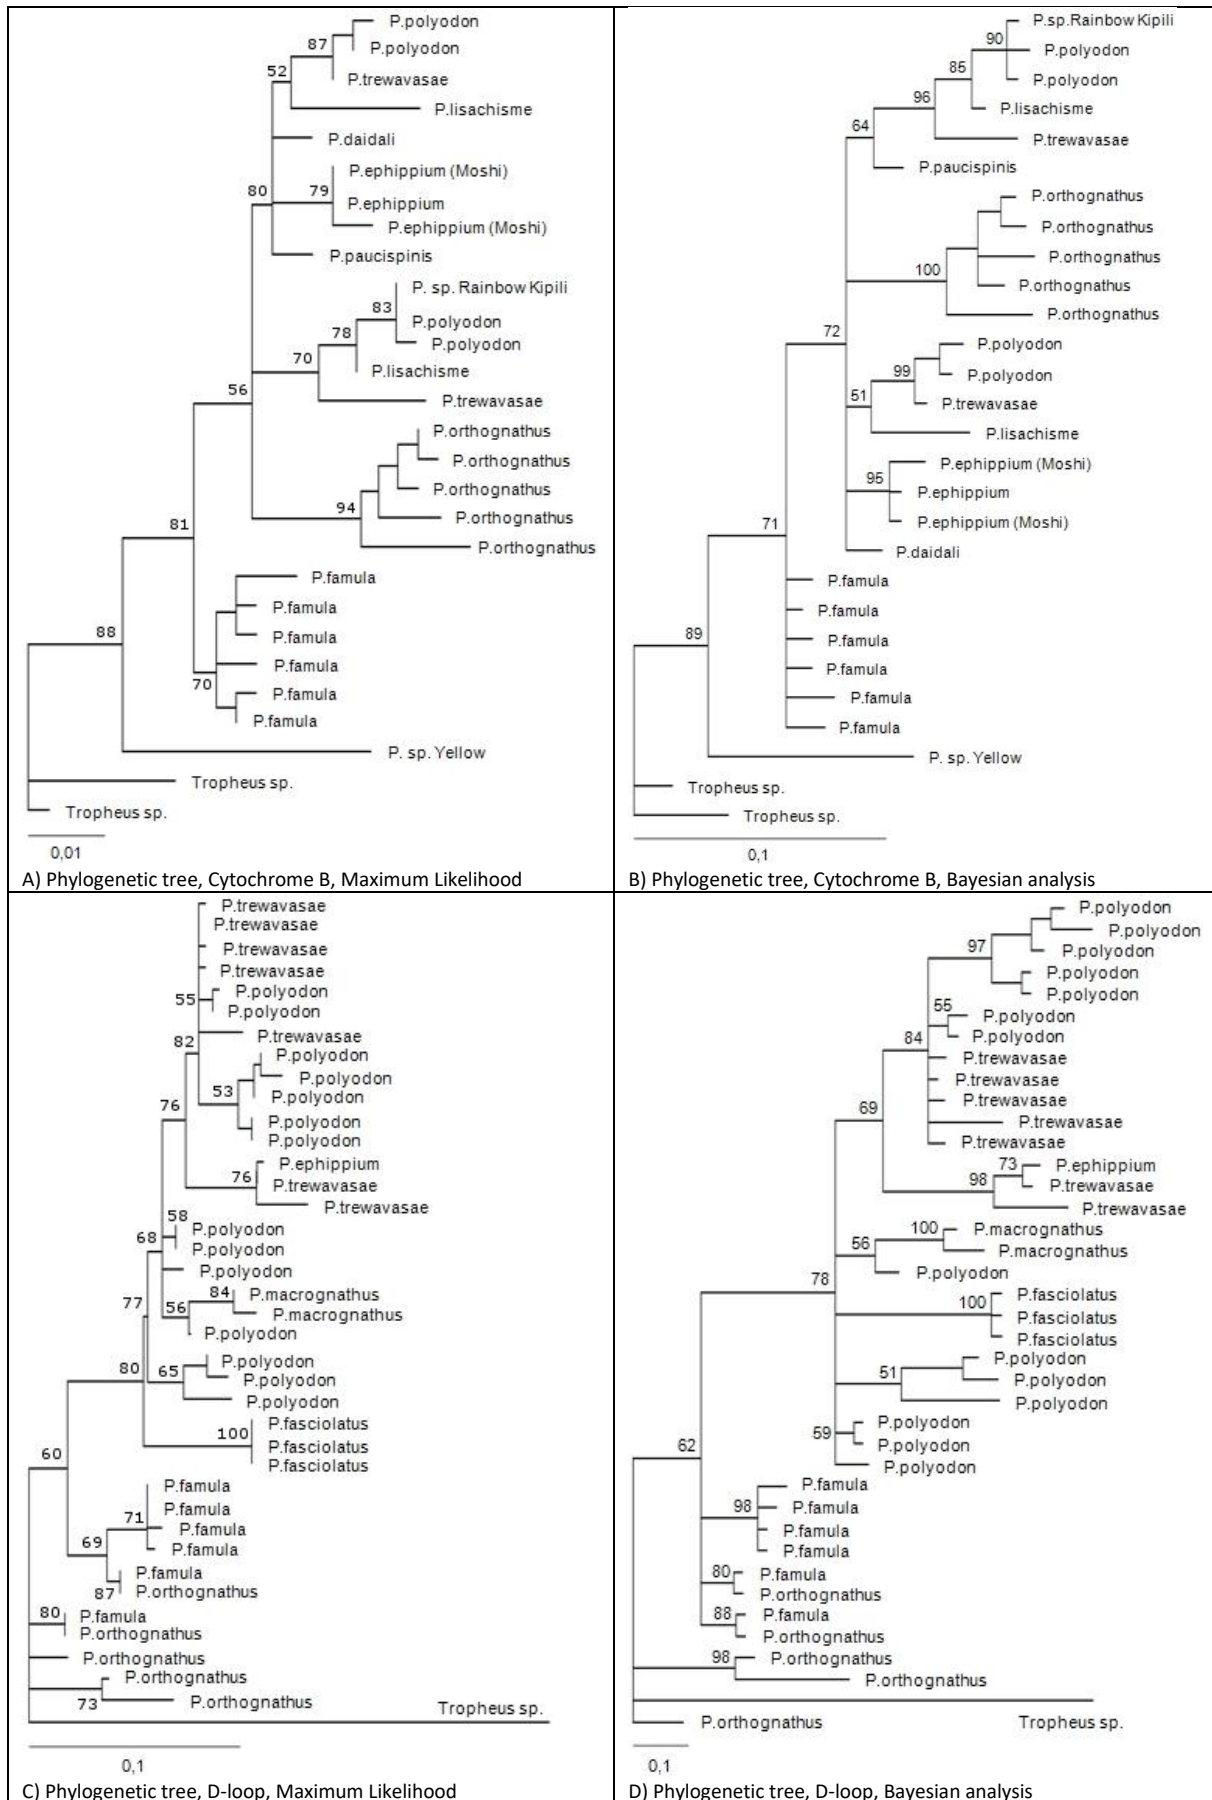 P.polyodon
87
P.polyodon
52
P.trewavasae
P.lisachisme
P.daidali
P.ephippium (Moshi)
80
79
P.ephippium
P.ephippium (Moshi)
P.paucispinis
P. sp. Rainbow Kipili
83
P.polyodon
78
P.polyodon
70
P.lisachisme
56
P.trewavasae
P.orthognathus
P.orthognathus
P.orthognathus
94
P.orthognathus
81
P.orthognathus
P.famula
P.famula
88
P.famula
P.famula
70
P.famula
P.famula
P. sp. Yellow
Tropheus sp.
Tropheus sp.
0,01
A) Phylogenetic tree, Cytochrome B, Maximum Likelihood
P.sp.Rainbow Kipili
90
P.polyodon
85
P.polyodon
96
P.lisachisme
64
P.trewavasae
P.paucispinis
P.orthognathus
P.orthognathus
P.orthognathus
100
P.orthognathus
P.orthognathus
72
P.polyodon
99
P.polyodon
51
P.trewavasae
P.lisachisme
P.ephippium (Moshi)
95
P.ephippium
P.ephippium (Moshi)
71
P.daidali
P.famula
P.famula
89
P.famula
P.famula
P.famula
P.famula
P. sp. Yellow
Tropheus sp.
Tropheus sp.
0,1
B) Phylogenetic tree, Cytochrome B, Bayesian analysis
P.trewavasae
P.trewavasae
P.trewavasae
P.trewavasae
P.polyodon
55
P.polyodon
P.trewavasae
82
P.polyodon
P.polyodon
53
P.polyodon
76
P.polyodon
P.polyodon
P.ephippium
76
P.trewavasae
P.trewavasae
58
P.polyodon
68
P.polyodon
P.polyodon
84
P.macrognathus
77
56
P.macrognathus
P.polyodon
P.polyodon
80
65
P.polyodon
P.polyodon
P.fasciolatus
100
P.fasciolatus
60
P.fasciolatus
P.famula
P.famula
71
P.famula
69
P.famula
P.famula
87
P.orthognathus
80
P.famula
P.orthognathus
P.orthognathus
P.orthognathus
73
P.orthognathus
Tropheus sp.
0,1
C) Phylogenetic tree, D-loop, Maximum Likelihood
P.polyodon
P.polyodon
97
P.polyodon
P.polyodon
P.polyodon
55
P.polyodon
84
P.polyodon
P.trewavasae
P.trewavasae
P.trewavasae
69
P.trewavasae
P.trewavasae
73
P.ephippium
98
P.trewavasae
P.trewavasae
100
P.macrognathus
56
P.macrognathus
P.polyodon
78
P.fasciolatus
100
P.fasciolatus
P.fasciolatus
P.polyodon
51
P.polyodon
P.polyodon
P.polyodon
59
P.polyodon
62
P.polyodon
P.famula
98
P.famula
P.famula
P.famula
80
P.famula
P.orthognathus
88
P.famula
P.orthognathus
98
P.orthognathus
P.orthognathus
P.orthognathus
Tropheus sp.
0,1
D) Phylogenetic tree, D-loop, Bayesian analysis